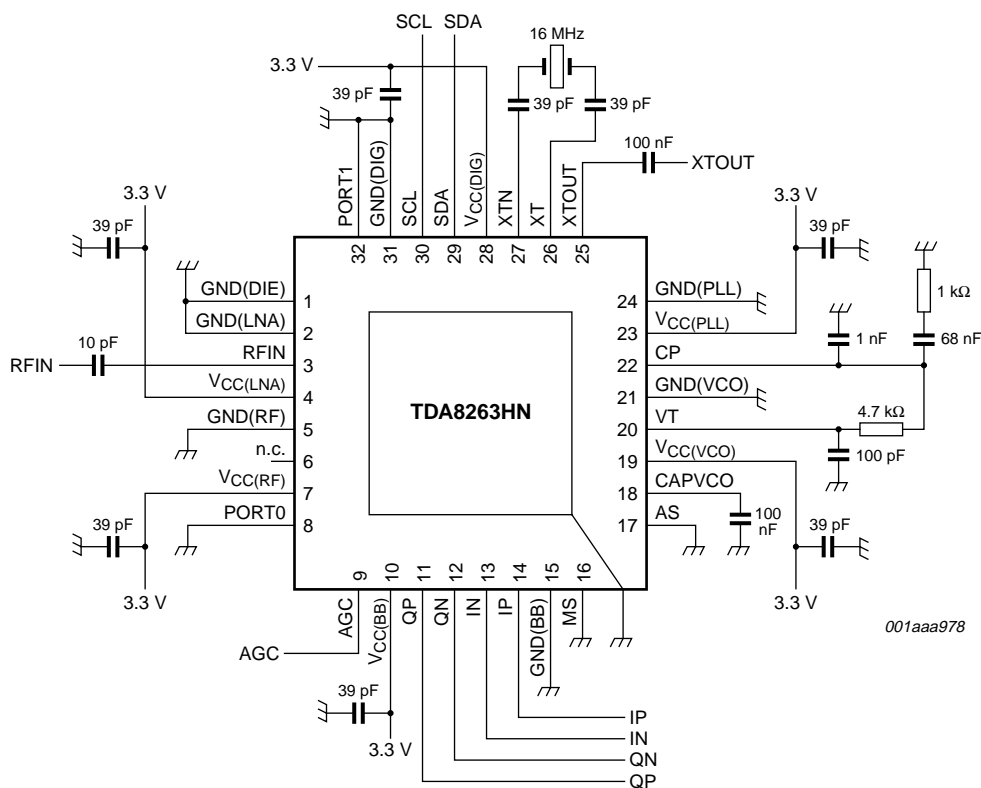 SCL SDA
16 MHz
3.3 V
39 pF
39 pF
39 pF
100 nF
XTOUT
PORT1
GND(DIG)
SCL
SDA
VCC(DIG)
XTN
XT
XTOUT
3.3 V
3.3 V
39 pF
39 pF
32 31 30 29 28 27 26 25
GND(DIE) 1
GND(LNA) 2
10 pF
RFIN
RFIN 3
VCC(LNA) 4
GND(RF) 5
n.c. 6
VCC(RF) 7
PORT0 8
39 pF
3.3 V
TDA8263HN
24 GND(PLL)
23 VCC(PLL)
22 CP
21 GND(VCO)
20 VT
19 VCC(VCO)
18 CAPVCO
17 AS
1 kΩ
1 nF
68 nF
4.7 kΩ
100 pF
100
nF
39 pF
3.3 V
9 10 11 12 13 14 15 16
AGC
VCC(BB)
QP
QN
IN
IP
GND(BB)
MS
001aaa978
AGC
39 pF
3.3 V
IP
IN
QN
QP